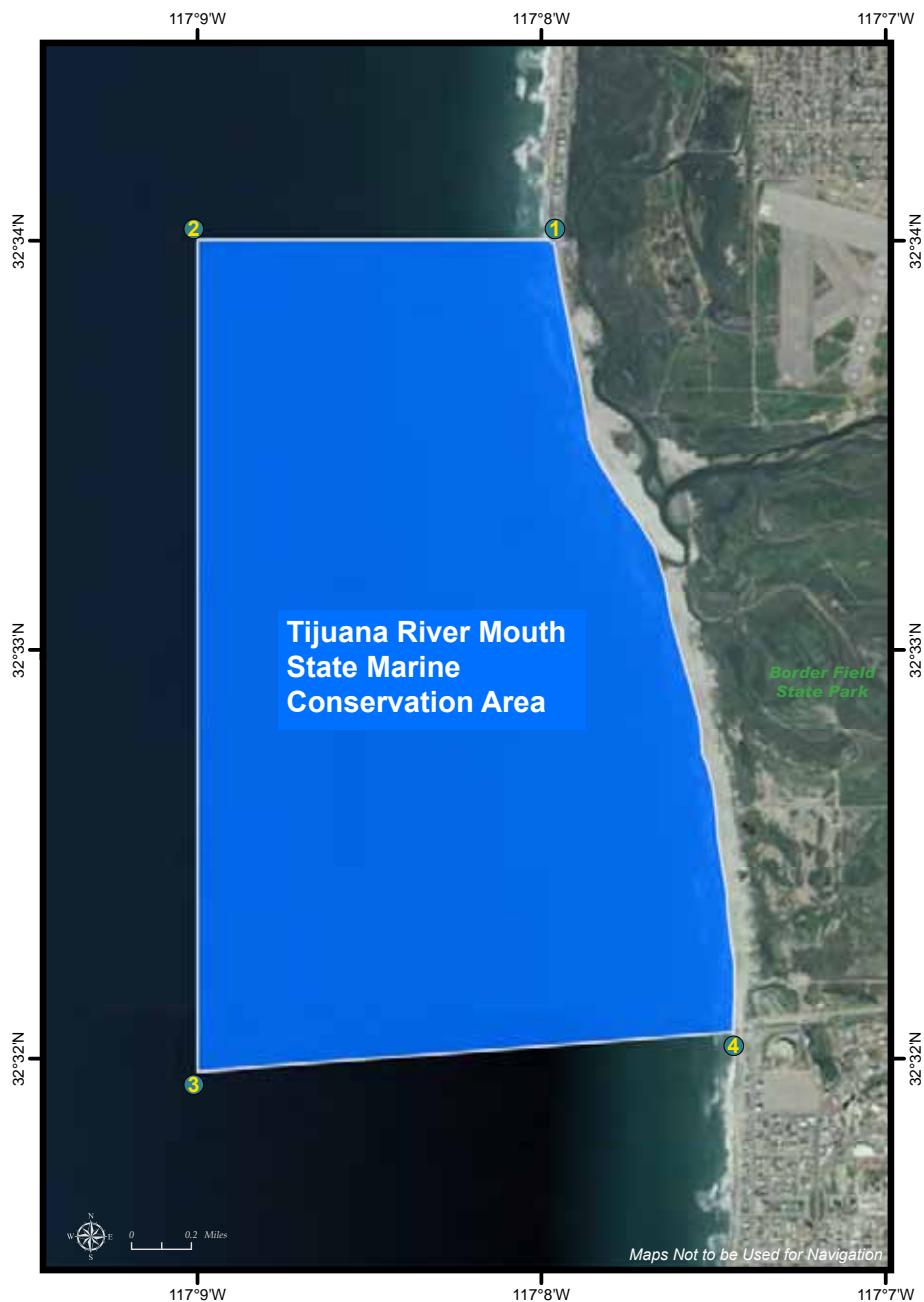 117°9'W
117°8'W
117°7'W
2
1
32°34'N
32°34'N
Tijuana River Mouth
State Marine
Conservation Area
32°33'N
32°33'N
Border Field
State Park
32°32'N
32°32'N
4
3
N
W
E
S
0
0.2 Miles
Maps Not to be Used for Navigation
117°9'W
117°8'W
117°7'W